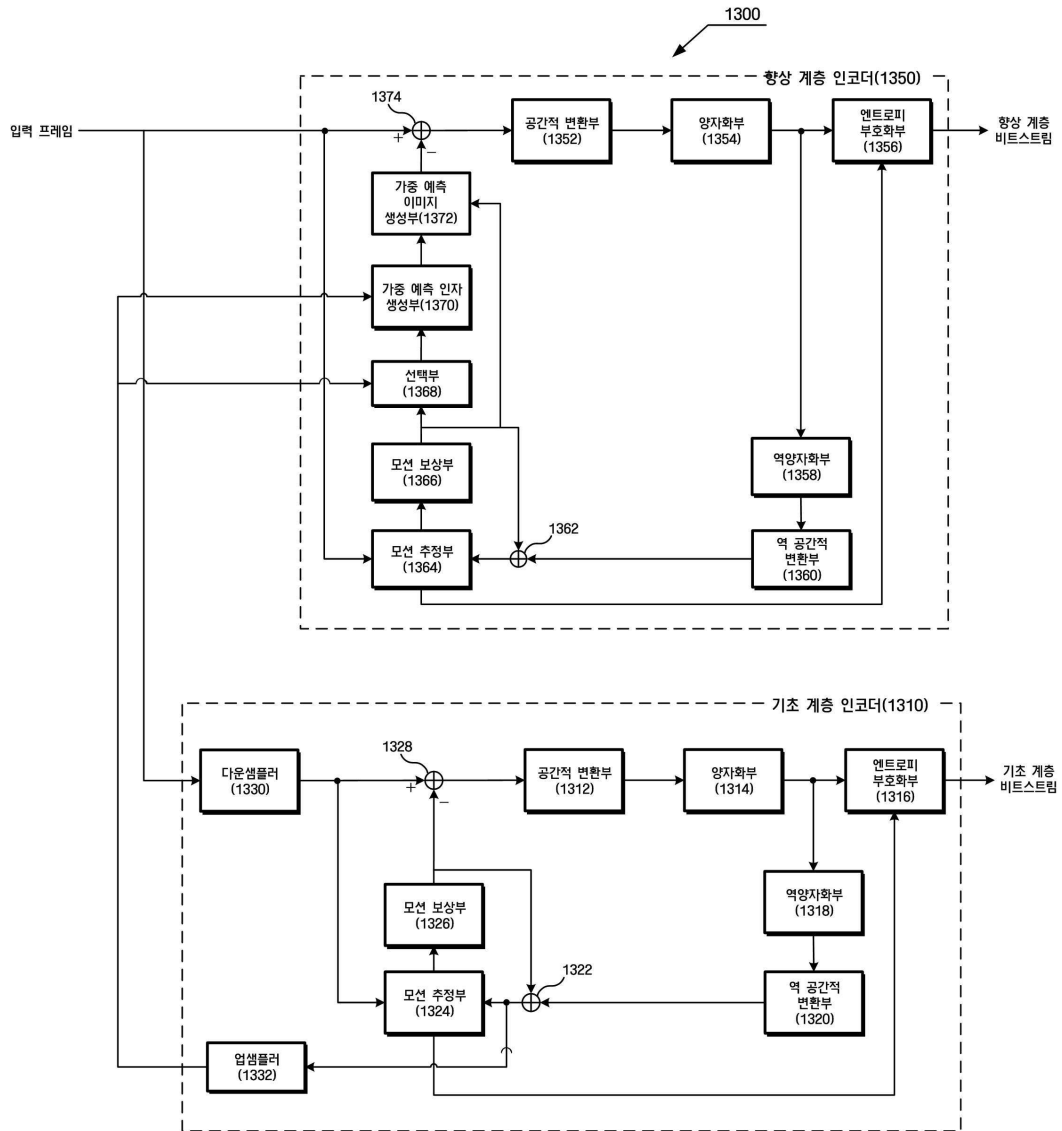 1300
향상 계층 인코더(1350)
입력 프레임
1374
+
−
공간적 변환부
(1352)
양자화부
(1354)
엔트로피
부호화부
(1356)
향상 계층
비트스트림
가중 예측
이미지
생성부(1372)
가중 예측 인자
생성부(1370)
선택부
(1368)
모션 보상부
(1366)
역양자화부
(1358)
1362
모션 추정부
(1364)
역 공간적
변환부
(1360)
기초 계층 인코더(1310)
1328
다운샘플러
(1330)
+
−
공간적 변환부
(1312)
양자화부
(1314)
엔트로피
부호화부
(1316)
기초 계층
비트스트림
모션 보상부
(1326)
역양자화부
(1318)
1322
모션 추정부
(1324)
역 공간적
변환부
(1320)
업샘플러
(1332)